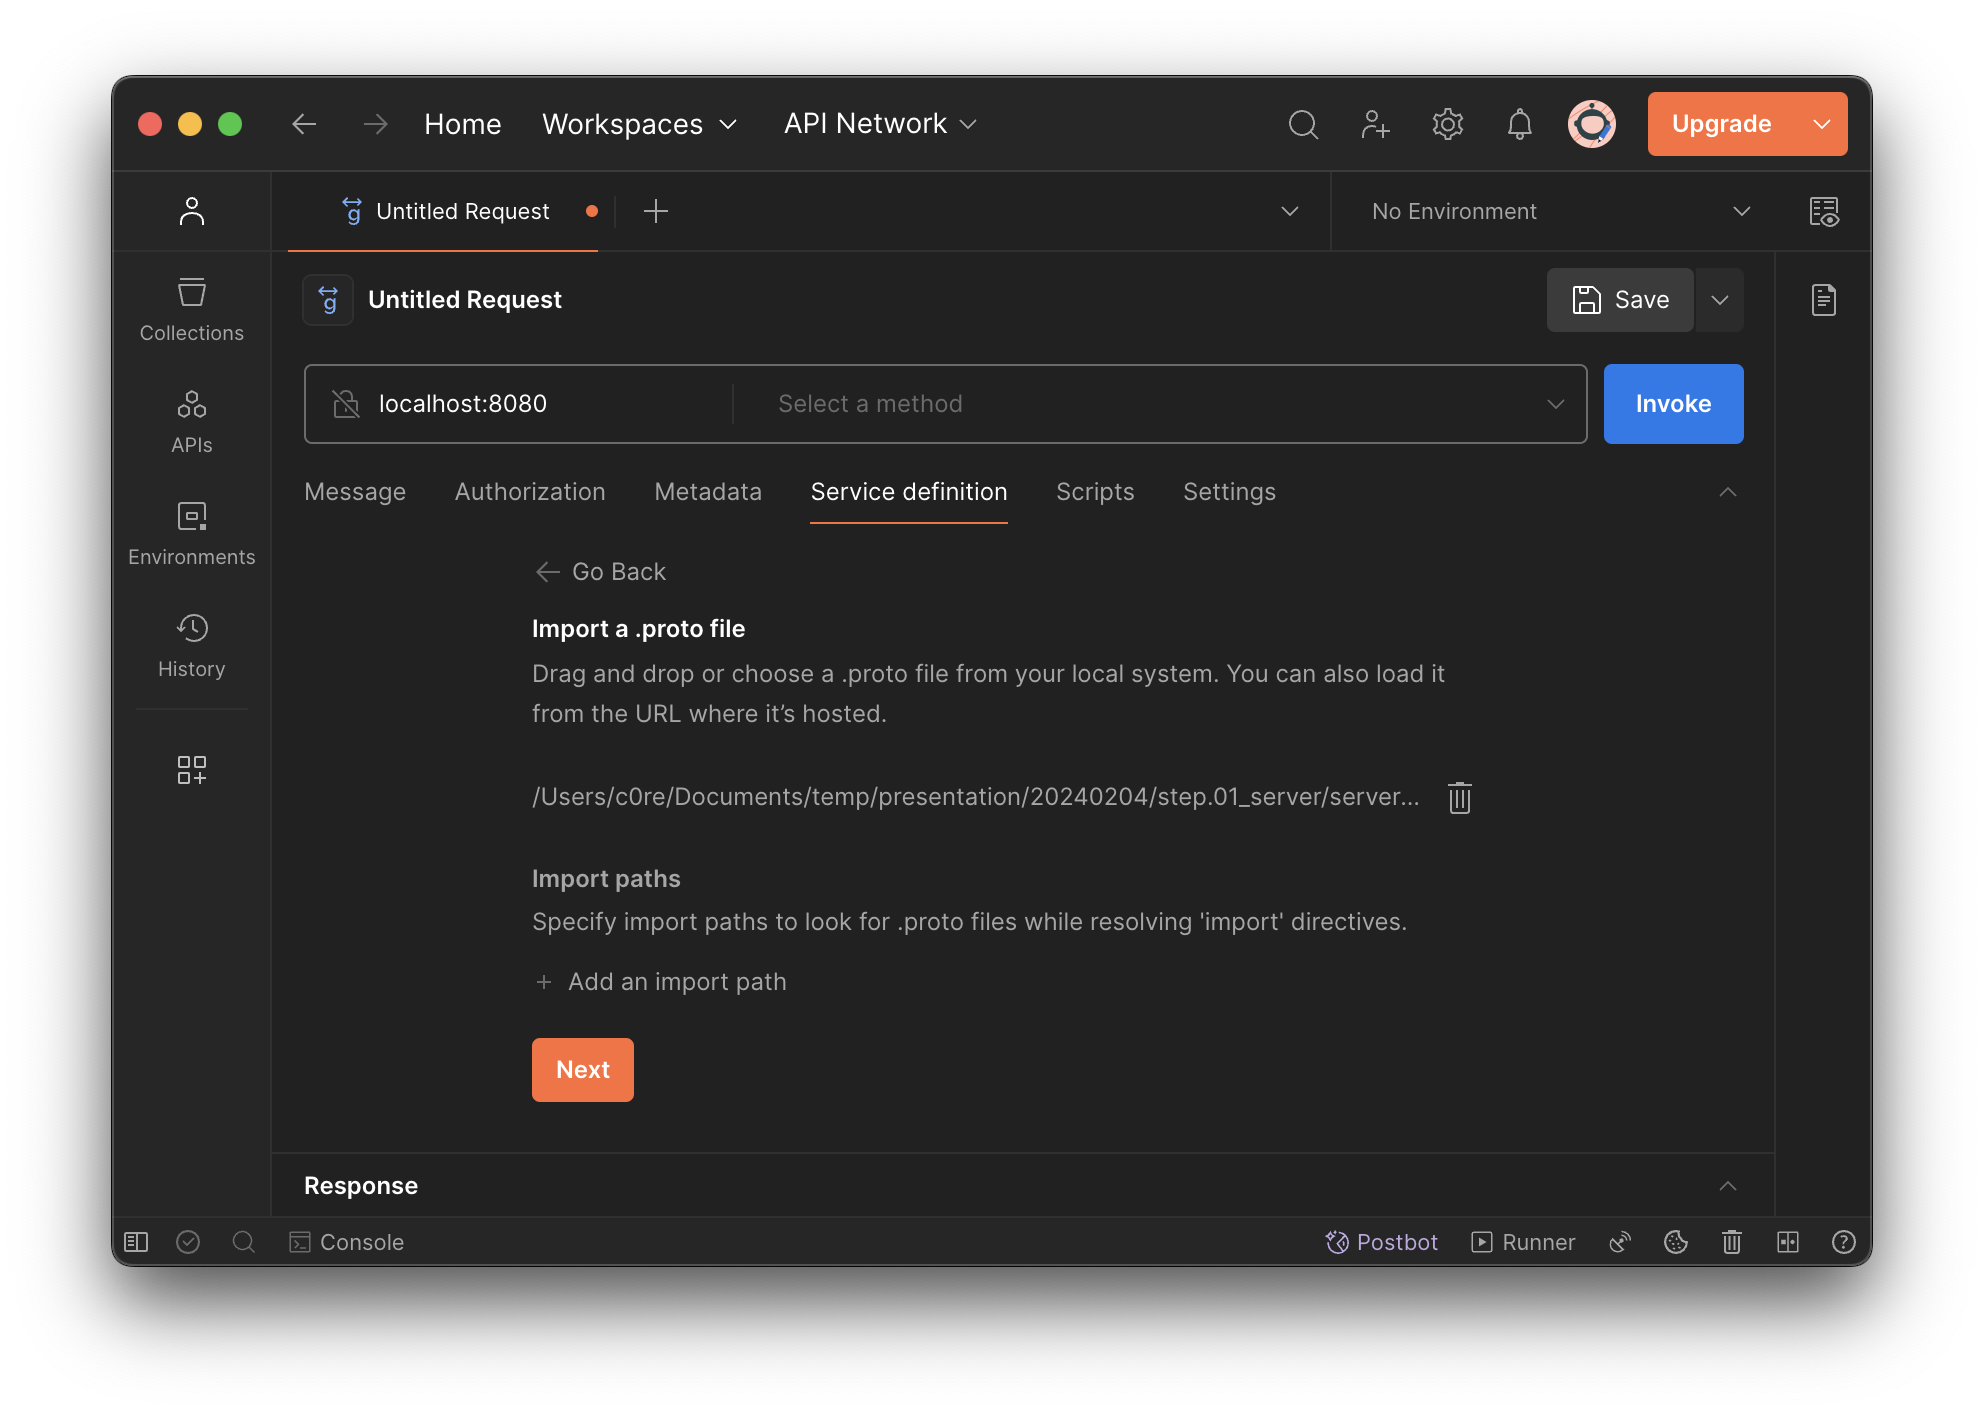 Home Workspaces API Network Upgrade
Untitled Request No Environment
Untitled Request Save
localhost:8080 Select a method Invoke
Message Authorization Metadata Service definition Scripts Settings
Collections
APIs
Environments
History
Go Back
Import a .proto file
Drag and drop or choose a .proto file from your local system. You can also load it
from the URL where it’s hosted.
/Users/c0re/Documents/temp/presentation/20240204/step.01_server/server...
Import paths
Specify import paths to look for .proto files while resolving 'import' directives.
+ Add an import path
Next
Response
Console Postbot Runner